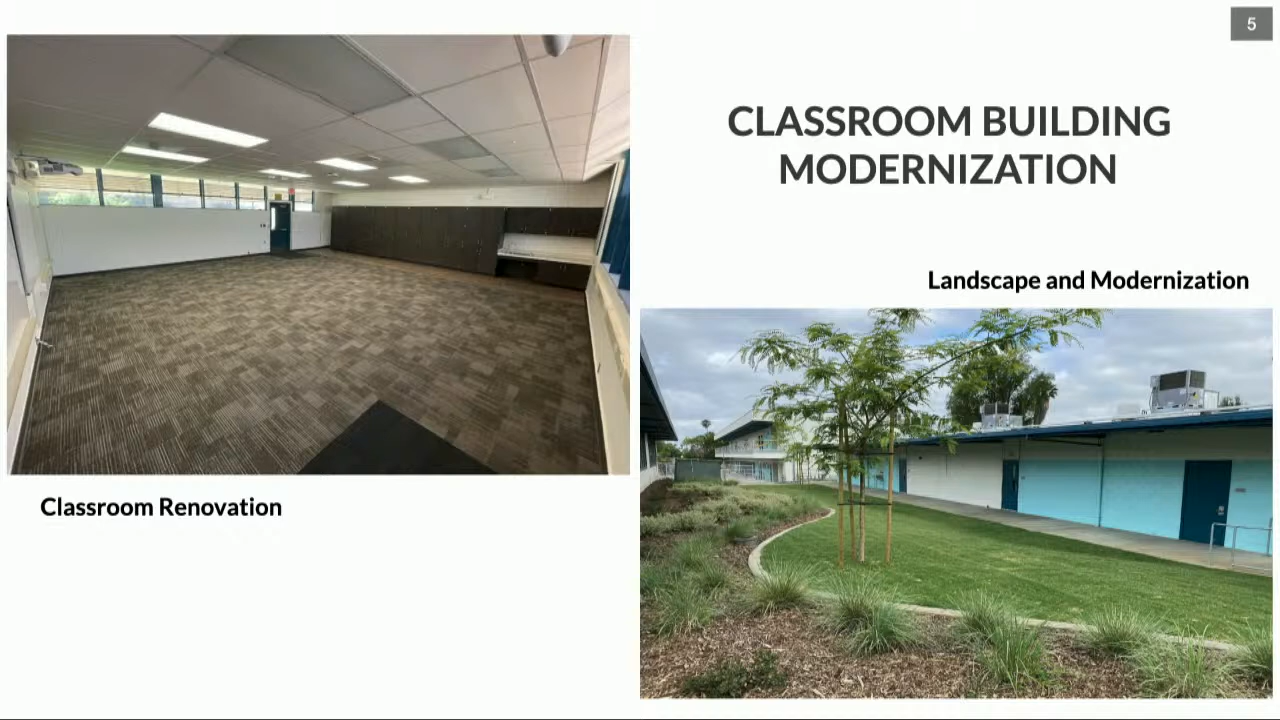 5
CLASSROOM BUILDING
MODERNIZATION
Landscape and Modernization
Classroom Renovation